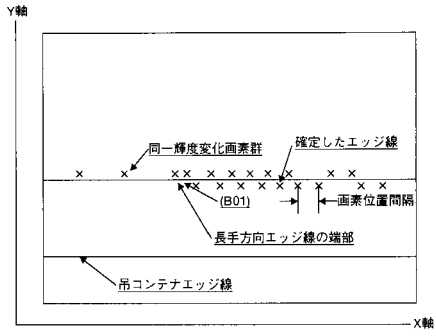 Y軸
同一輝度変化画素群
確定したエッジ線
(B01)
画素位置間隔
長手方向エッジ線の端部
吊コンテナエッジ線
X軸